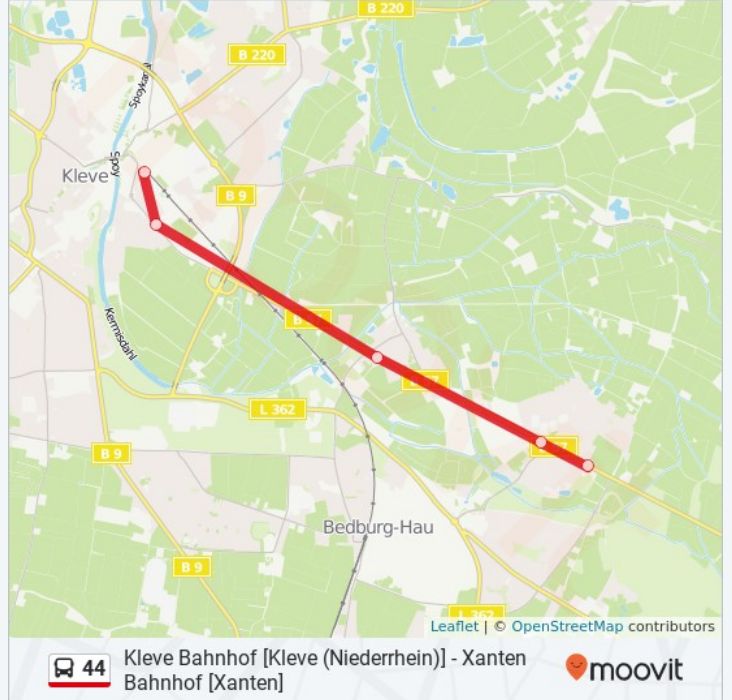 B 220
B 220
Spoykanal
Spoy
Kleve
B 9
Kermisdahl
L 362
B 9
Bedburg-Hau
B 9
L 362
Leaflet | © OpenStreetMap contributors
44
Kleve Bahnhof [Kleve (Niederrhein)] - Xanten
Bahnhof [Xanten]
moovit